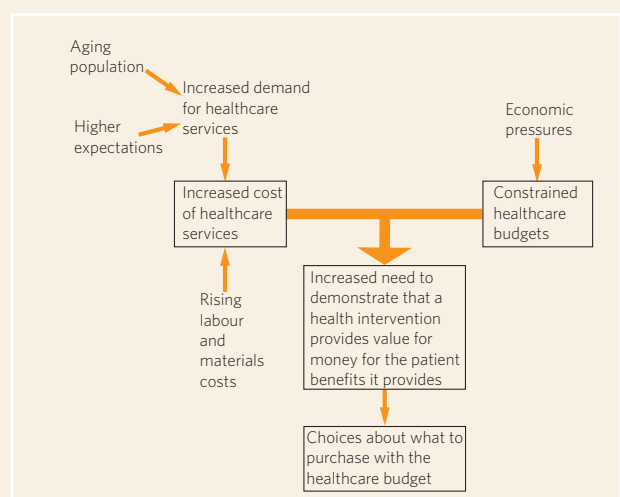 Aging
population
Increased demand
for healthcare
services
Higher
expectations
Economic
pressures
Increased cost
of healthcare
services
Constrained
healthcare
budgets
Rising
labour
and
materials
costs
Increased need to
demonstrate that a
health intervention
provides value for
money for the patient
benefits it provides
Choices about what to
purchase with the
healthcare budget